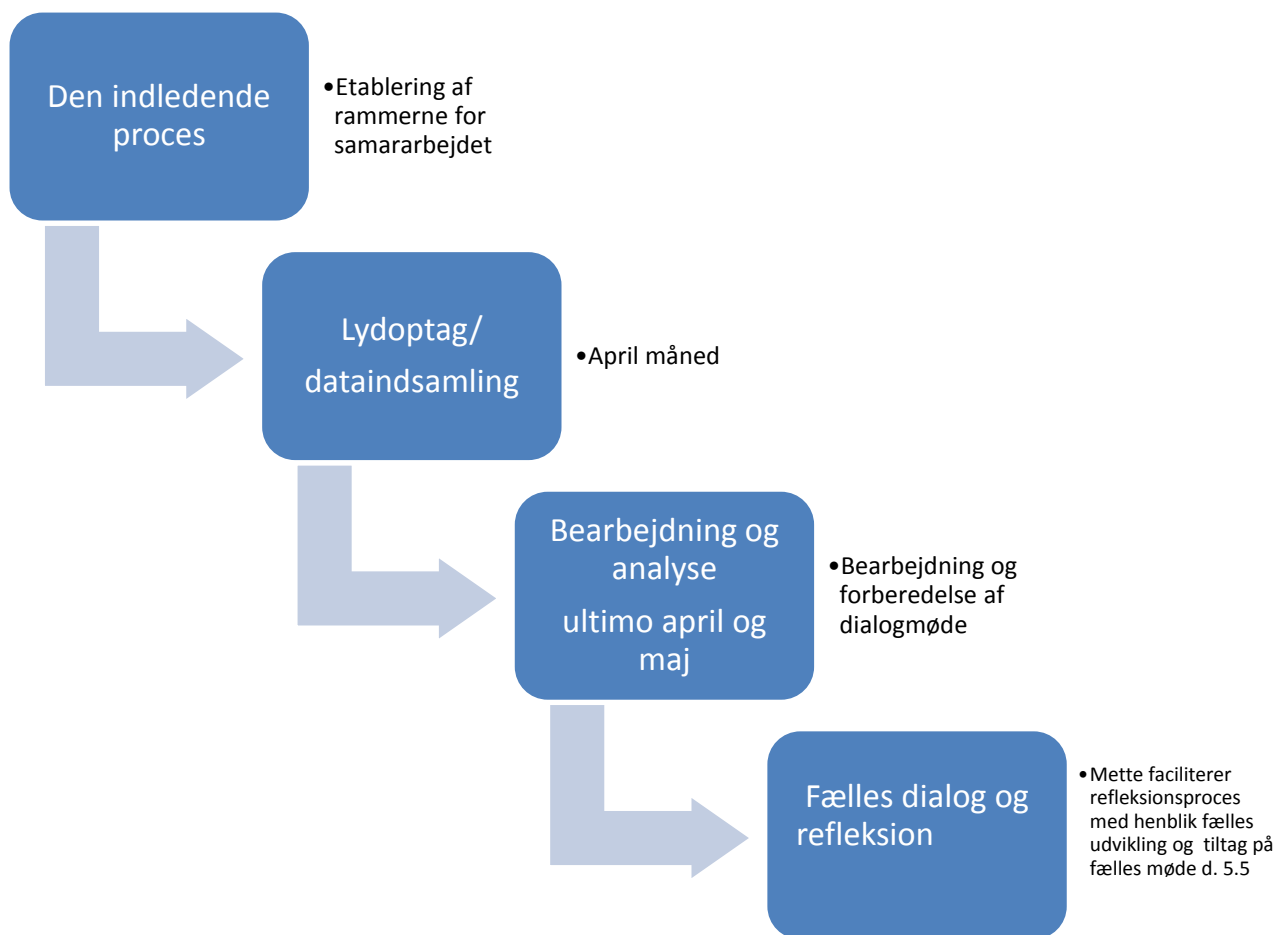 Den indledende
proces
•Etablering af
rammerne for
samararbejdet
Lydoptag/
dataindsamling
•April måned
Bearbejdning og
analyse
ultimo april og
maj
•Bearbejdning og
forberedelse af
dialogmøde
Fælles dialog og
refleksion
•Mette faciliterer
refleksionsproces
med henblik fælles
udvikling og tiltag på
fælles møde d. 5.5